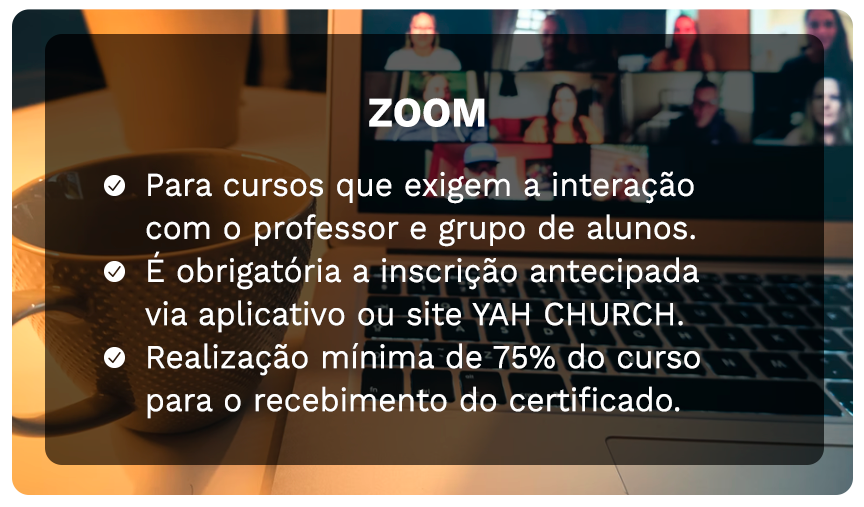 ZOOM
Para cursos que exigem a interação
com o professor e grupo de alunos.
É obrigatória a inscrição antecipada
via aplicativo ou site YAH CHURCH.
Realização mínima de 75% do curso
para o recebimento do certificado.